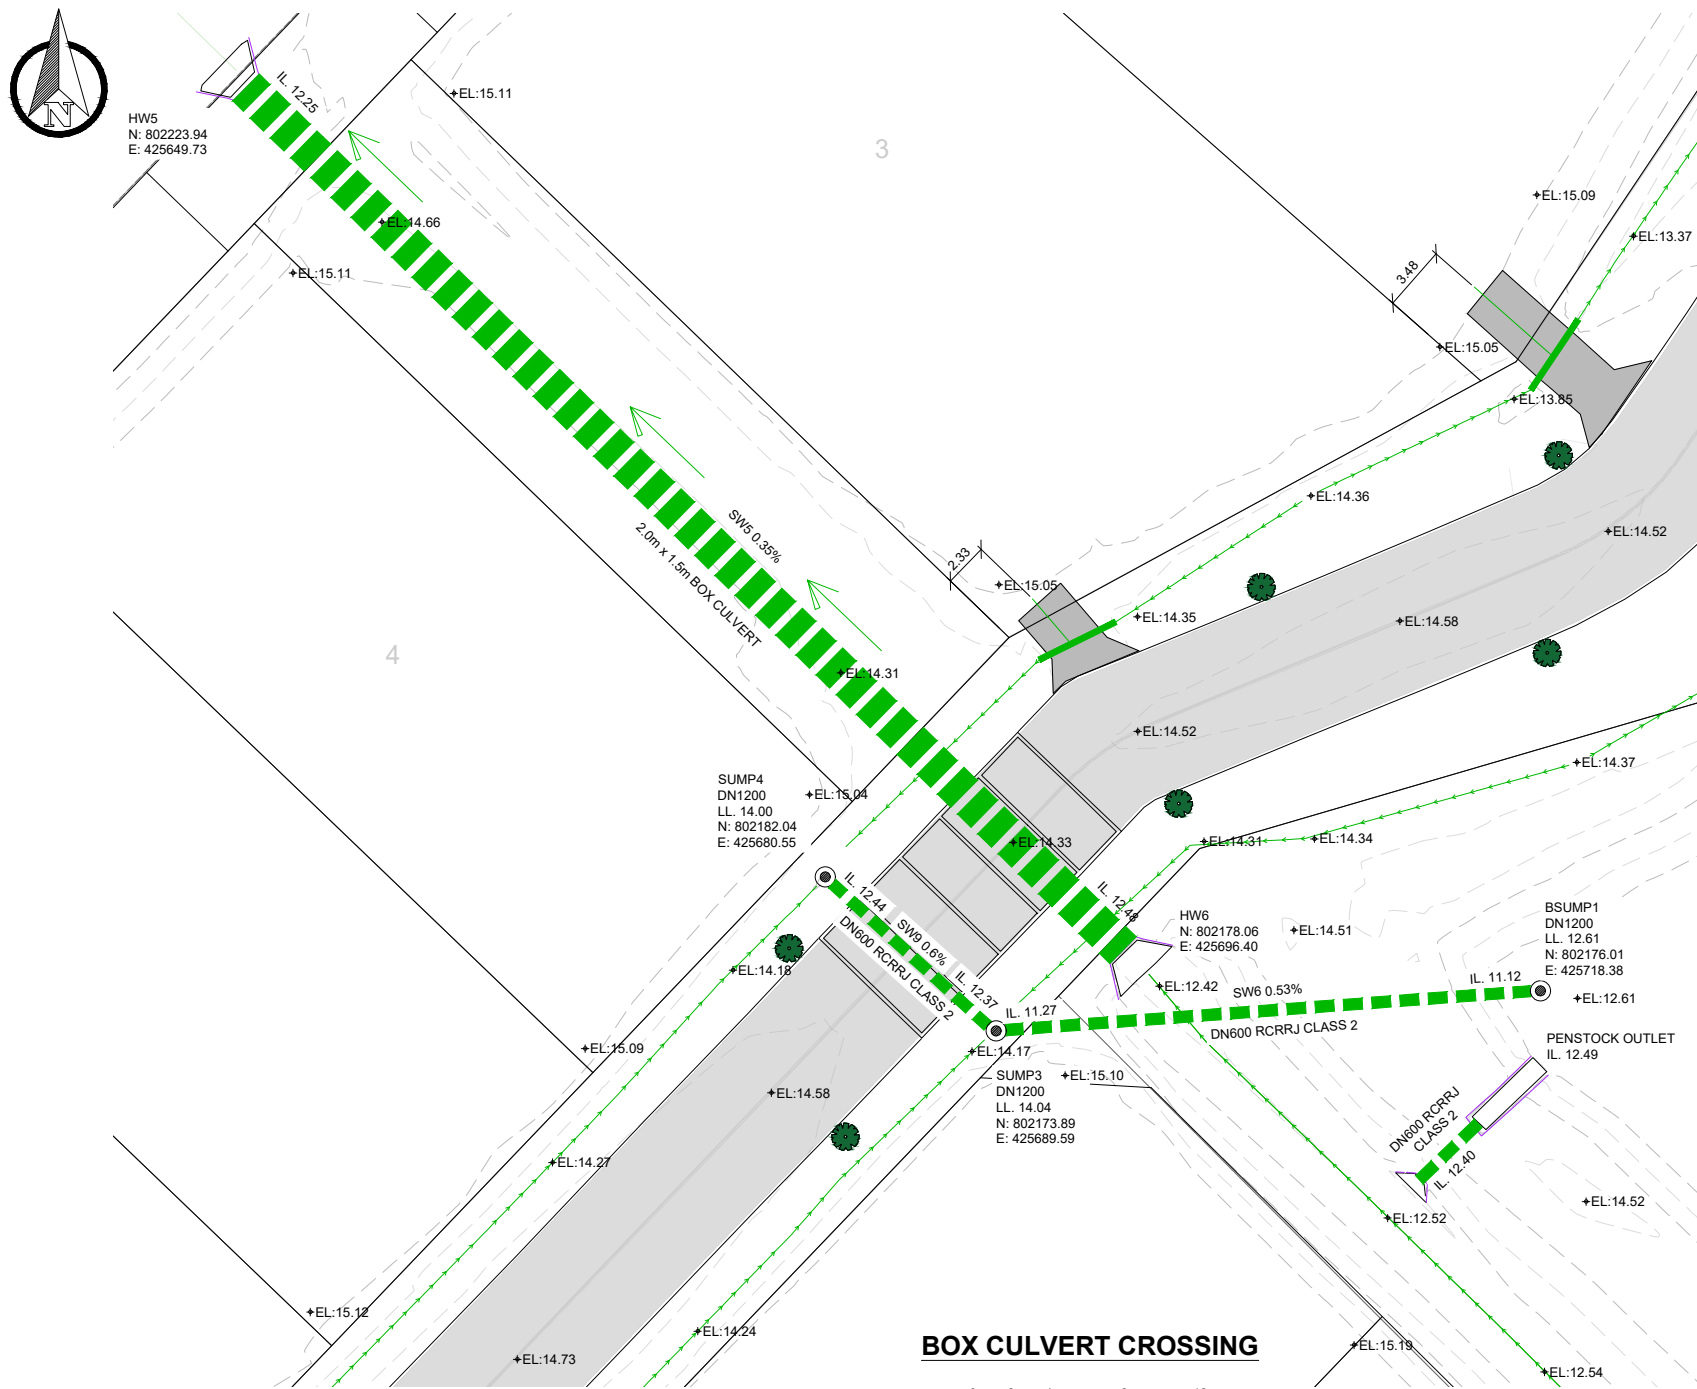 N
HW5
N: 802223.94
E: 425649.73
IL. 12.25
EL:15.11
3
EL:15.09
EL:13.37
3.48
EL:14.66
EL:15.11
EL:15.05
EL:13.85
EL:14.36
EL:14.52
SW5 0.35%
2.0m x 1.5m BOX CULVERT
2.33
EL:15.05
EL:14.35
EL:14.58
4
EL:14.31
EL:14.52
EL:14.37
SUMP4
DN1200
LL. 14.00
N: 802182.04
E: 425680.55
EL:15.04
EL:14.33
EL:14.31
EL:14.34
IL. 12.44
SW9 0.6%
IL. 12.37
DN600 RCRRJ CLASS 2
IL. 12.48
HW6
N: 802178.06
E: 425696.40
EL:14.51
BSUMP1
DN1200
LL. 12.61
N: 802176.01
E: 425718.38
EL:14.18
EL:12.42
IL. 11.27
SW6 0.53%
IL. 11.12
DN600 RCRRJ CLASS 2
EL:12.61
EL:15.09
EL:14.17
PENSTOCK OUTLET
IL. 12.49
SUMP3
DN1200
LL. 14.04
N: 802173.89
E: 425689.59
EL:15.10
EL:14.58
DN600 RCRRJ
CLASS 2
IL. 12.40
EL:14.27
EL:12.52
EL:14.52
EL:15.12
EL:14.24
EL:14.73
BOX CULVERT CROSSING
EL:15.19
EL:12.54